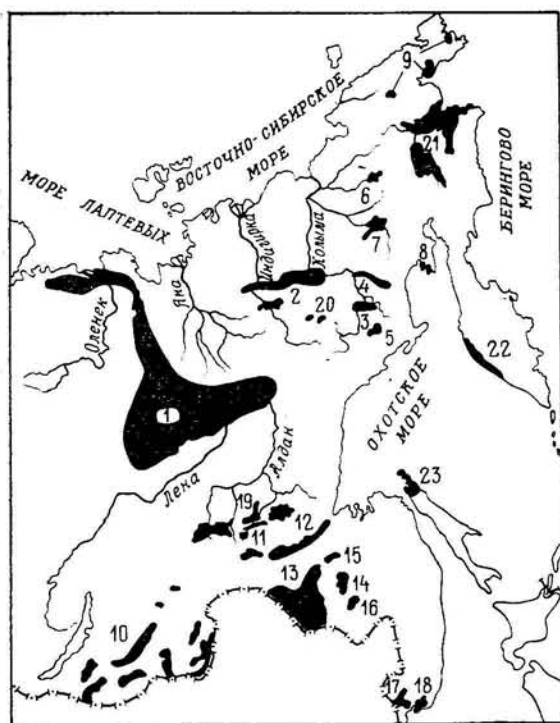 9
ВОСТОЧНО-СИБИРСКОЕ
МОРЕ
МОРЕ ЛАПТЕВЫХ
21
БЕРИНГОВО
МОРЕ
6
7
Индигирка
Колыма
Яна
8
2
4
20
3
5
Оленек
22
1
ОХОТСКОЕ
МОРЕ
Лена
Алдан
23
19
12
11
15
13
14
16
10
17
18